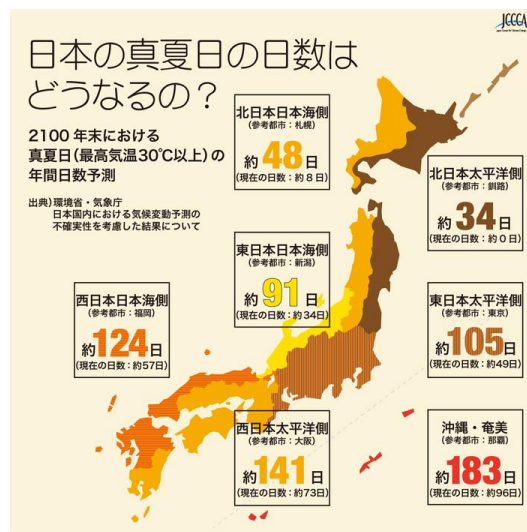 JCCCA
日本の真夏日の日数は
どうなるの？
2100 年末における
真夏日（最高気温30℃以上）の
年間日数予測
出典）環境省・気象庁
日本国内における気候変動予測の
不確実性を考慮した結果について
北日本日本海側
（参考都市：札幌）
約48日
（現在の日数：約８日）
北日本太平洋側
（参考都市：釧路）
約34日
（現在の日数：約０日）
東日本日本海側
（参考都市：新潟）
約91日
（現在の日数：約34日）
西日本日本海側
（参考都市：福岡）
約124日
（現在の日数：約57日）
東日本太平洋側
（参考都市：東京）
約105日
（現在の日数：約49日）
西日本太平洋側
（参考都市：大阪）
約141日
（現在の日数：約73日）
沖縄・奄美
（参考都市：那覇）
約183日
（現在の日数：約96日）